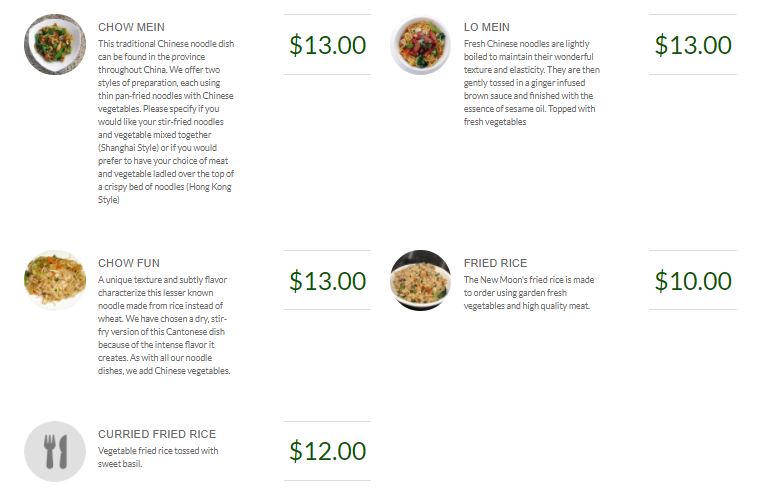 CHOW MEIN
This traditional Chinese noodle dish
can be found in the province
throughout China. We offer two
styles of preparation, each using
thin pan-fried noodles with Chinese
vegetables. Please specify if you
would like your stir-fried noodles
and vegetable mixed together
(Shanghai Style) or if you would
prefer to have your choice of meat
and vegetable ladled over the top of
a crispy bed of noodles (Hong Kong
Style)
$13.00
LO MEIN
Fresh Chinese noodles are lightly
boiled to maintain their wonderful
texture and elasticity. They are then
gently tossed in a ginger infused
brown sauce and finished with the
essence of sesame oil. Topped with
fresh vegetables
$13.00
CHOW FUN
A unique texture and subtly flavor
characterize this lesser known
noodle made from rice instead of
wheat. We have chosen a dry, stir-
fry version of this Cantonese dish
because of the intense flavor it
creates. As with all our noodle
dishes, we add Chinese vegetables.
$13.00
FRIED RICE
The New Moon's fried rice is made
to order using garden fresh
vegetables and high quality meat.
$10.00
CURRIED FRIED RICE
Vegetable fried rice tossed with
sweet basil.
$12.00